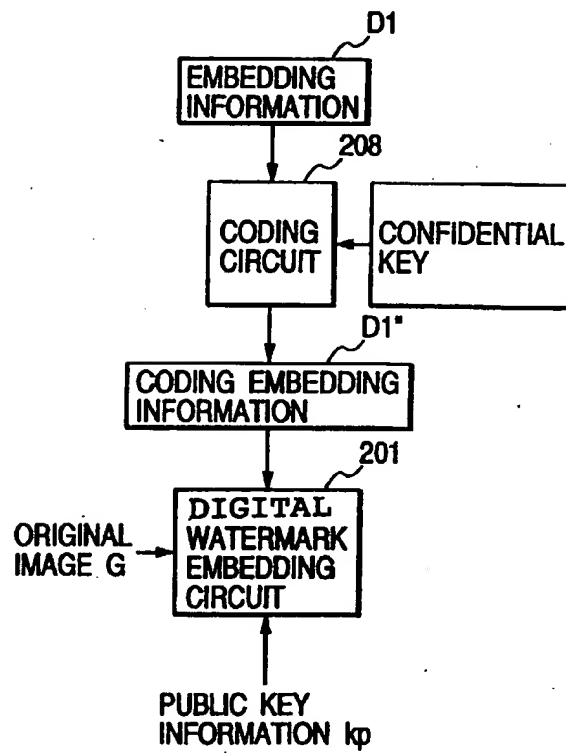 D1
EMBEDDING
INFORMATION
208
CODING
CIRCUIT
CONFIDENTIAL
KEY
D1"
CODING EMBEDDING
INFORMATION
201
ORIGINAL
IMAGE G
DIGITAL
WATERMARK
EMBEDDING
CIRCUIT
PUBLIC KEY
INFORMATION kp